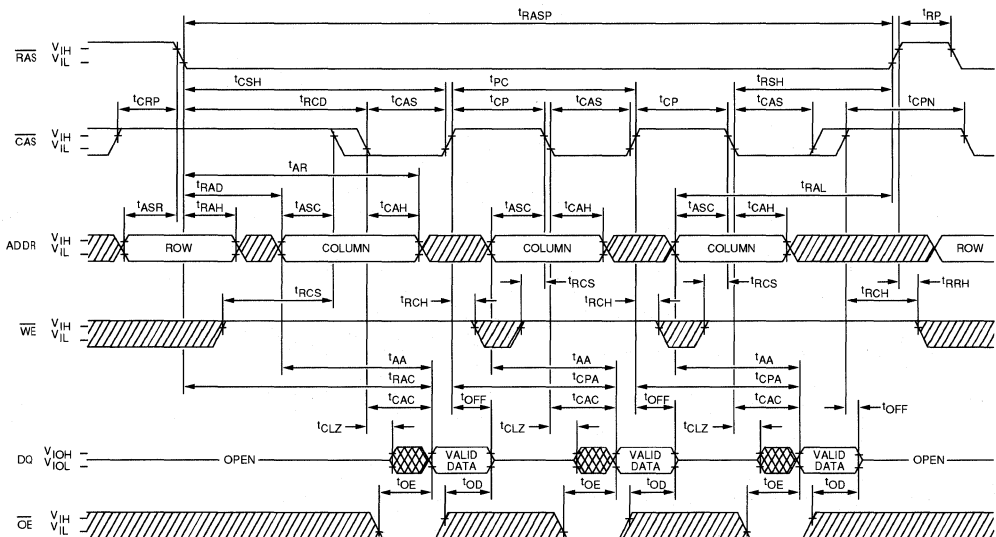 tRASP tRP
RAS VIH
VIL
tCSH tPC tRSH
tCRP tRCD tCAS tCP tCAS tCP tCAS tCPN
CAS VIH
VIL
tAR
tRAD tRAL
tASR tRAH tASC tCAH tASC tCAH tASC tCAH
ADDR VIH
VIL ROW COLUMN COLUMN COLUMN ROW
tRCS tRCH tRCS tRCH tRCS tRCH tRRH
WE VIH
VIL
tAA tAA tAA
tRAC tCPA tCPA
tCAC tOFF tCAC tOFF tCAC tOFF
tCLZ tCLZ tCLZ
DQ VIOH
VIOL OPEN VALID DATA VALID DATA VALID DATA OPEN
tOE tOD tOE tOD tOE tOD
OE VIH
VIL